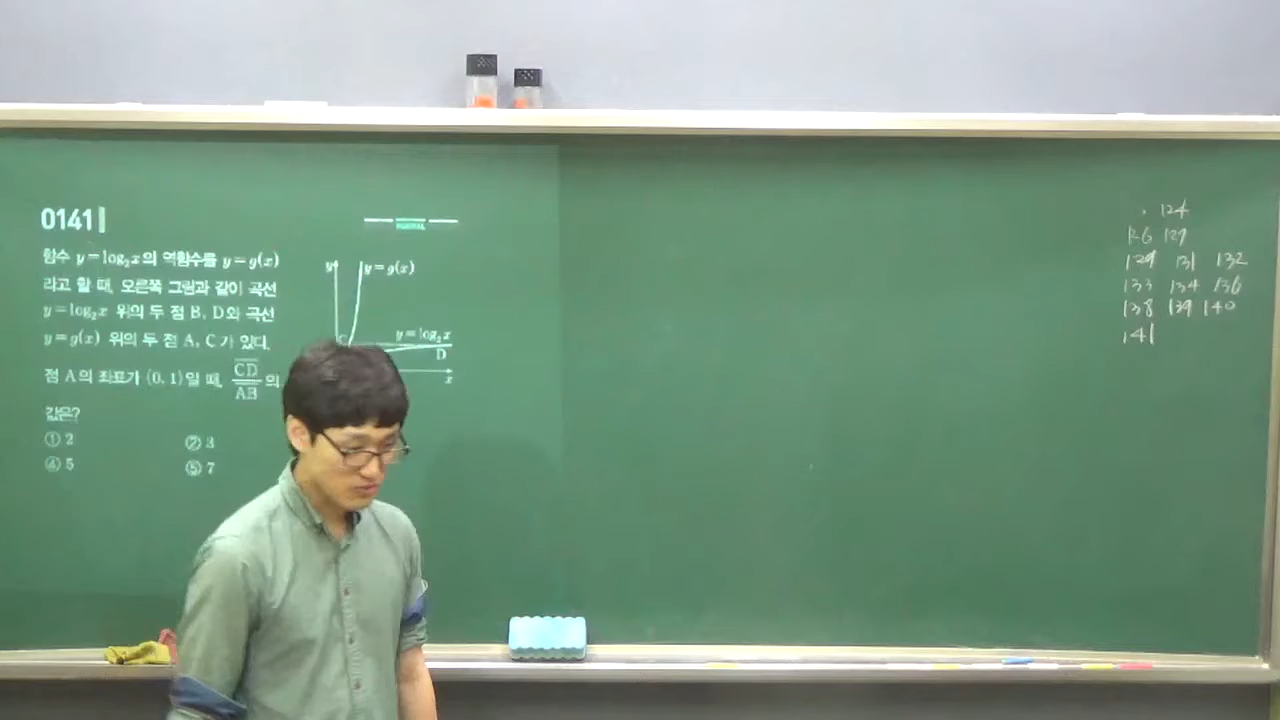 0141
함수 y=log₂x의 역함수를 y=g(x)
라고 할 때, 오른쪽 그림과 같이 곡선
y=log₂x 위의 두 점 B, D와 곡선
y=g(x) 위의 두 점 A, C가 있다.
점 A의 좌표가 (0, 1)일 때, CD/AB의
값은?
① 2 ② 3
④ 5 ⑤ 7
y y=g(x)
C y=log₂x
D
x
124
RG 127
129 131 132
133 134 136
138 139 140
141